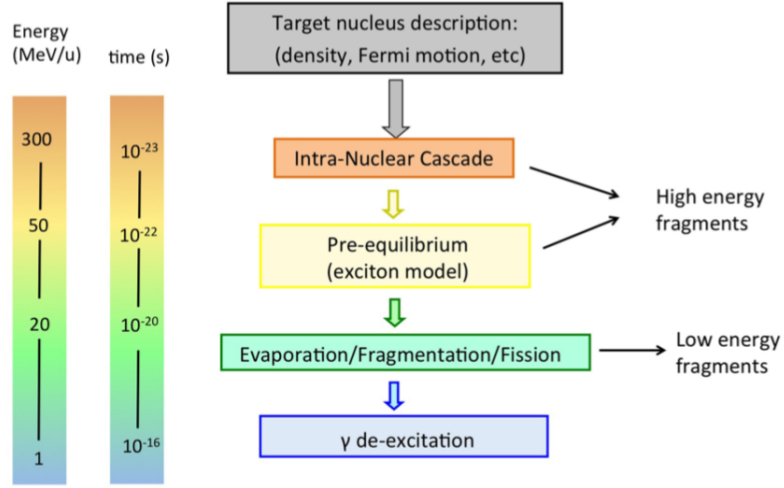 Energy
(MeV/u)
time (s)
300
50
20
1
10-23
10-22
10-20
10-16
Target nucleus description:
(density, Fermi motion, etc)
Intra-Nuclear Cascade
Pre-equilibrium
(exciton model)
Evaporation/Fragmentation/Fission
γ de-excitation
High energy
fragments
Low energy
fragments